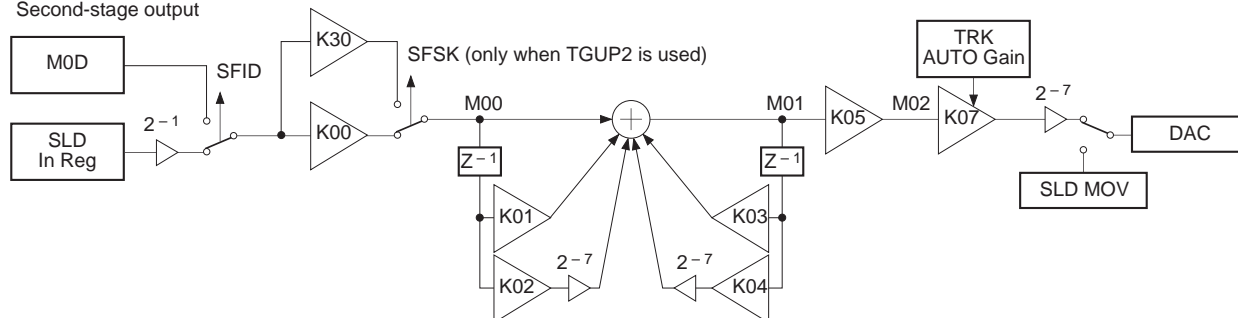 Second-stage output
M0D
SLD
In Reg
2 – 1
SFID
K30
K00
SFSK (only when TGUP2 is used)
M00
Z – 1
K01
K02
2 – 7
+
M01
Z – 1
K03
K04
2 – 7
K05
M02
TRK
AUTO Gain
K07
2 – 7
DAC
SLD MOV